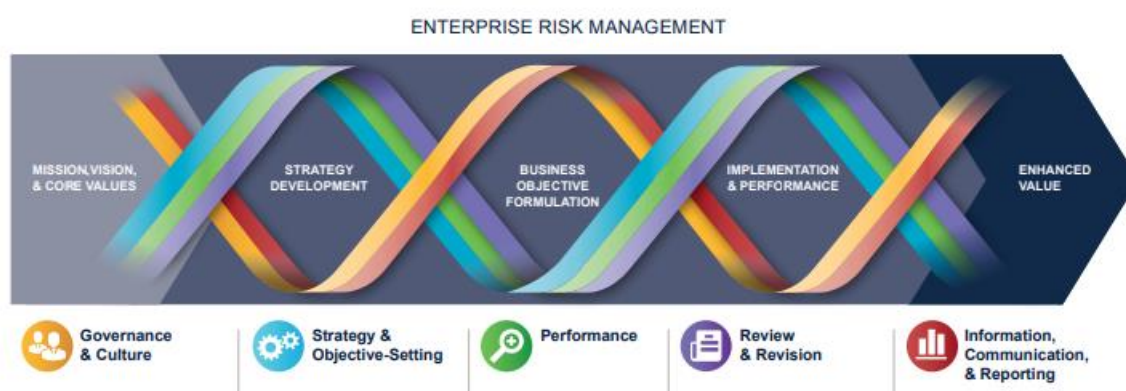 ENTERPRISE RISK MANAGEMENT
MISSION, VISION,
& CORE VALUES
STRATEGY
DEVELOPMENT
BUSINESS
OBJECTIVE
FORMULATION
IMPLEMENTATION
& PERFORMANCE
ENHANCED
VALUE
Governance
& Culture
Strategy &
Objective-Setting
Performance
Review
& Revision
Information,
Communication,
& Reporting